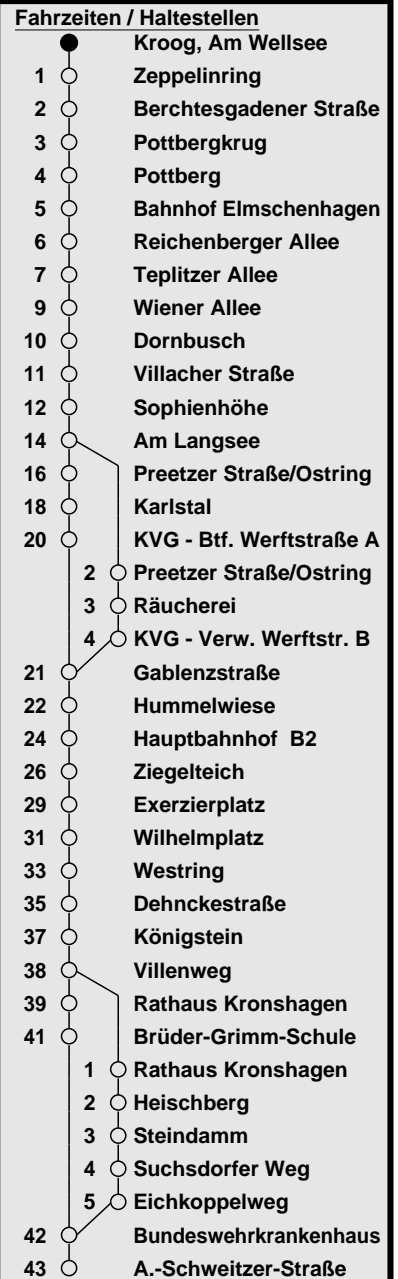 Fahrzeiten / Haltestellen
Kroog, Am Wellsee
1 Zeppelinring
2 Berchtesgadener Straße
3 Pottbergkrug
4 Pottberg
5 Bahnhof Elmschenhagen
6 Reichenberger Allee
7 Teplitzer Allee
9 Wiener Allee
10 Dornbusch
11 Villacher Straße
12 Sophienhöhe
14 Am Langsee
16 Preetzer Straße/Ostring
18 Karlstal
20 KVG - Btf. Werftstraße A
2 Preetzer Straße/Ostring
3 Räucherei
4 KVG - Verw. Werftstr. B
21 Gablenzstraße
22 Hummelwiese
24 Hauptbahnhof B2
26 Ziegelteich
29 Exerzierplatz
31 Wilhelmplatz
33 Westring
35 Dehnckestraße
37 Königstein
38 Villenweg
39 Rathaus Kronshagen
41 Brüder-Grimm-Schule
1 Rathaus Kronshagen
2 Heischberg
3 Steindamm
4 Suchsdorfer Weg
5 Eichkoppelweg
42 Bundeswehrkrankenhaus
43 A.-Schweitzer-Straße